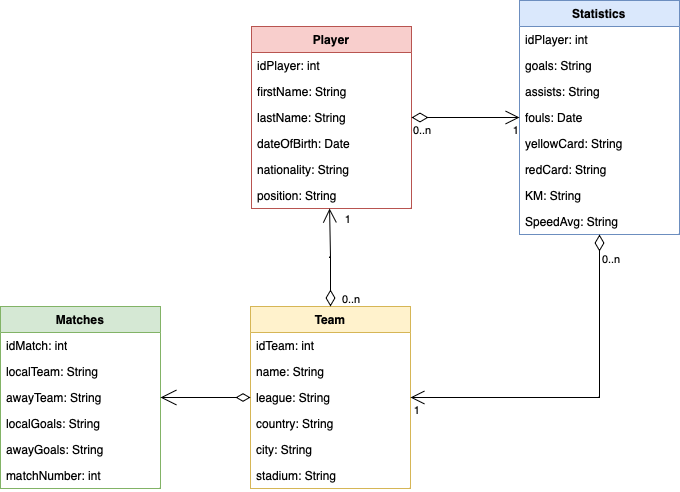 Statistics
idPlayer: int
goals: String
assists: String
fouls: Date
yellowCard: String
redCard: String
KM: String
SpeedAvg: String
Player
idPlayer: int
firstName: String
lastName: String
dateOfBirth: Date
nationality: String
position: String
0..n
1
1
0..n
0..n
1
Matches
idMatch: int
localTeam: String
awayTeam: String
localGoals: String
awayGoals: String
matchNumber: int
Team
idTeam: int
name: String
league: String
country: String
city: String
stadium: String